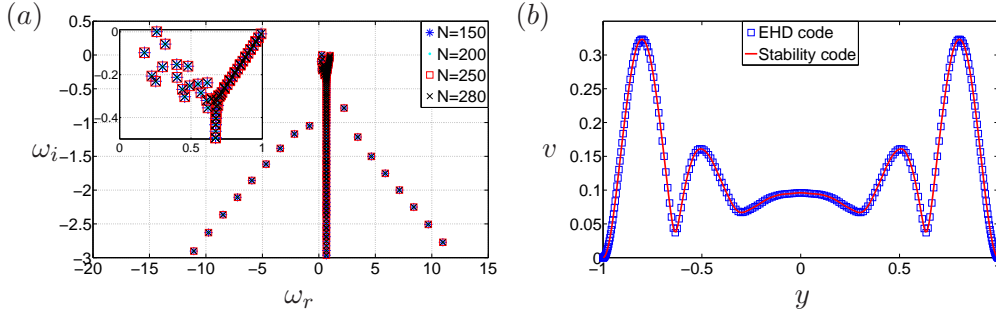 (a)
0.5
0
−0.5
−1
−1.5
−2
−2.5
−3
ω_i
−20
−15
−10
−5
0
5
10
15
ω_r
0
−0.2
−0.4
0
0.5
1
N=150
N=200
N=250
N=280
(b)
EHD code
Stability code
0.3
0.25
0.2
0.15
0.1
0.05
0
v
−1
−0.5
0
0.5
1
y